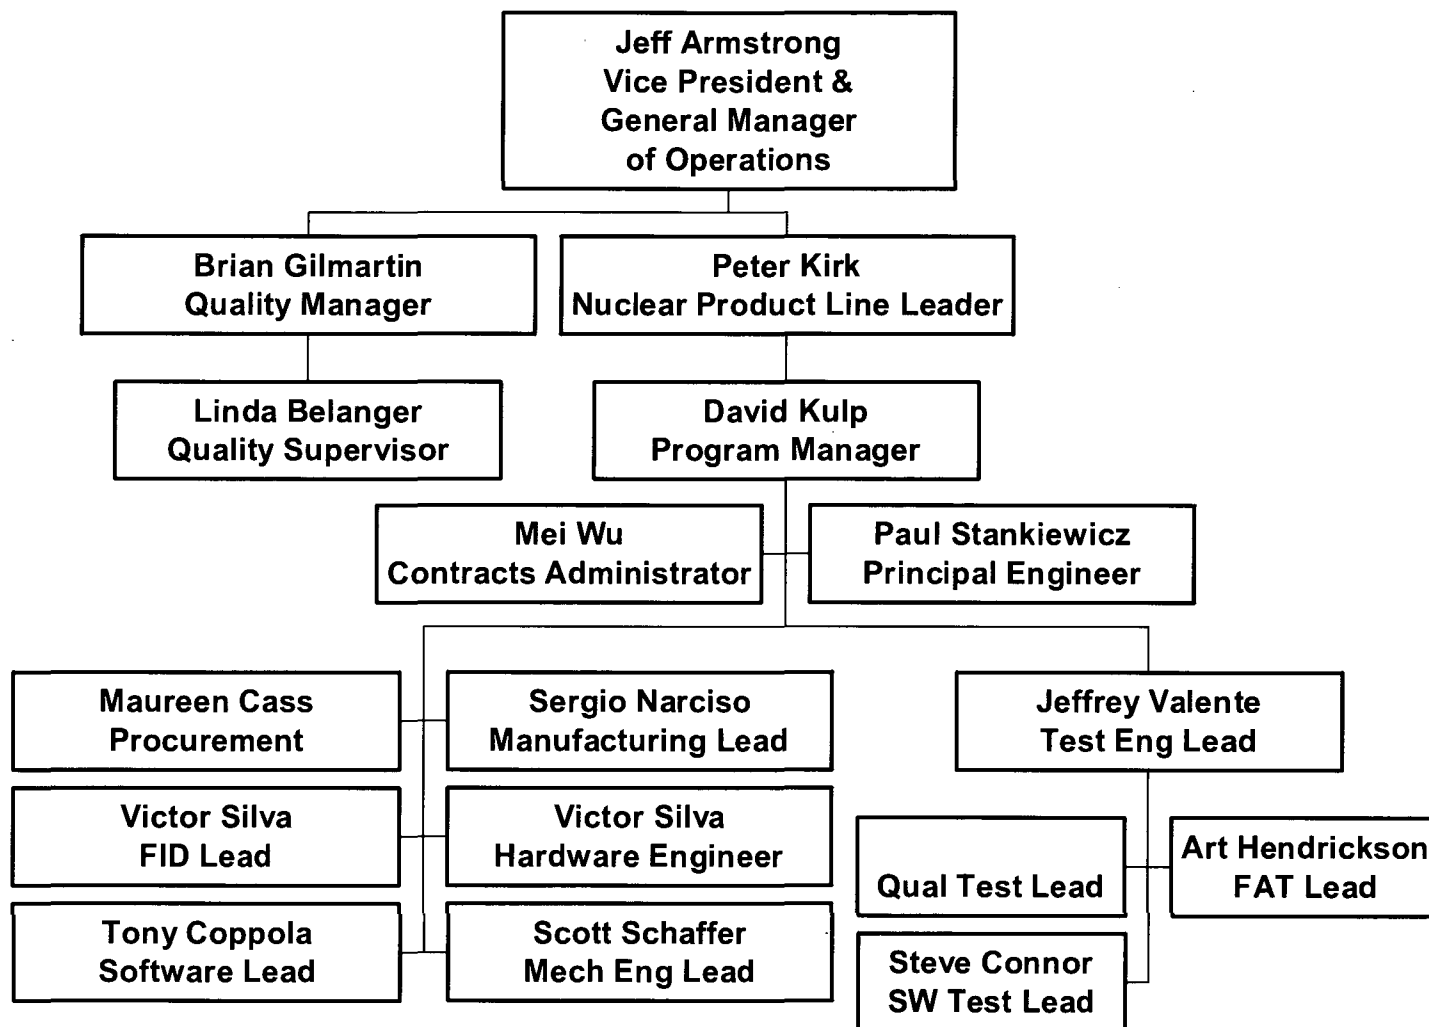 Jeff Armstrong
Vice President &
General Manager
of Operations
Brian Gilmartin
Quality Manager
Peter Kirk
Nuclear Product Line Leader
Linda Belanger
Quality Supervisor
David Kulp
Program Manager
Mei Wu
Contracts Administrator
Paul Stankiewicz
Principal Engineer
Maureen Cass
Procurement
Sergio Narciso
Manufacturing Lead
Jeffrey Valente
Test Eng Lead
Victor Silva
FID Lead
Victor Silva
Hardware Engineer
Qual Test Lead
Art Hendrickson
FAT Lead
Tony Coppola
Software Lead
Scott Schaffer
Mech Eng Lead
Steve Connor
SW Test Lead